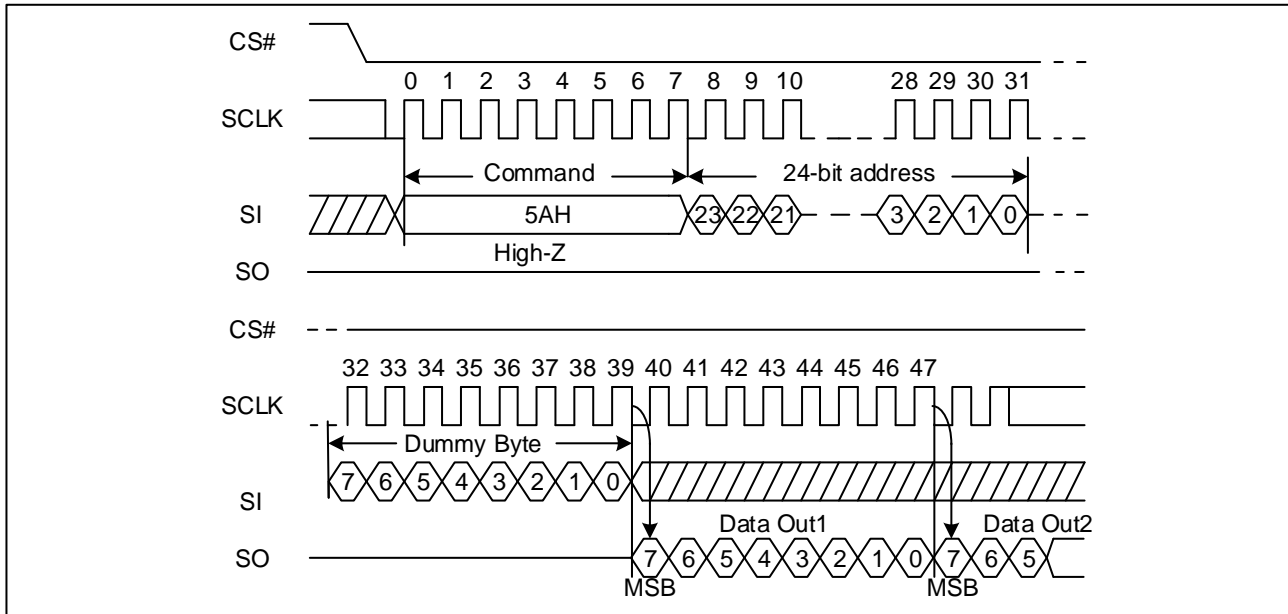 CS#
0 1 2 3 4 5 6 7 8 9 10 28 29 30 31
SCLK
Command 24-bit address
SI 5AH 23 22 21 3 2 1 0
High-Z
SO
CS#
32 33 34 35 36 37 38 39 40 41 42 43 44 45 46 47
SCLK
Dummy Byte
SI 7 6 5 4 3 2 1 0
Data Out1 Data Out2
SO 7 6 5 4 3 2 1 0 7 6 5
MSB MSB